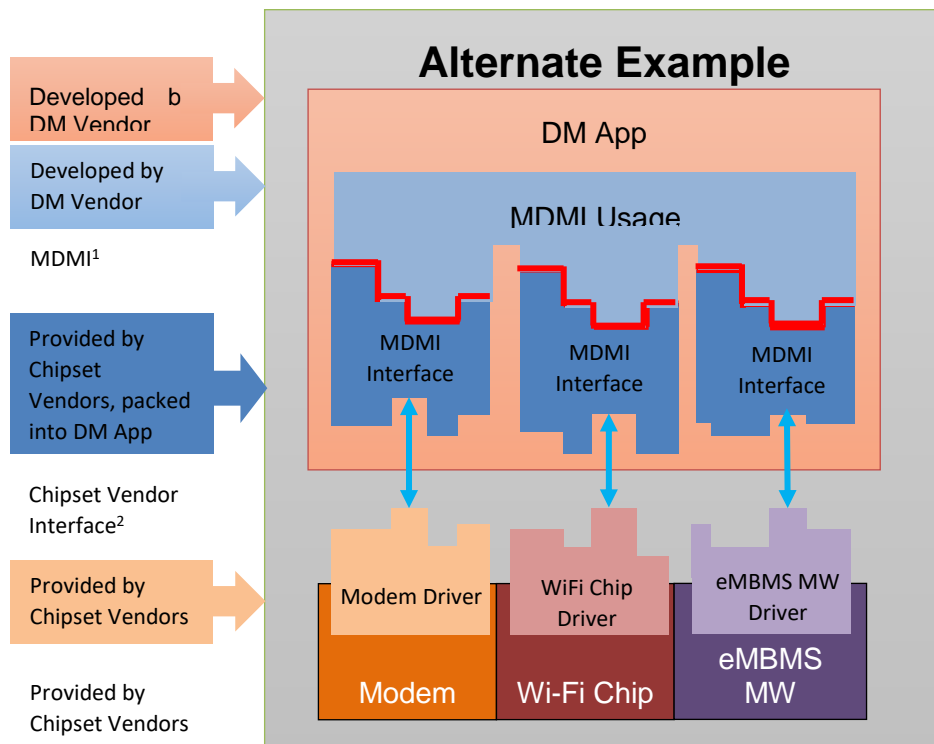 Alternate Example
Developed b
DM Vendor
Developed by
DM Vendor
MDMI¹
Provided by
Chipset
Vendors, packed
into DM App
Chipset Vendor
Interface²
Provided by
Chipset Vendors
Provided by
Chipset Vendors
DM App
MDMI Usage
MDMI
Interface
MDMI
Interface
MDMI
Interface
Modem Driver
WiFi Chip
Driver
eMBMS MW
Driver
Modem
Wi-Fi Chip
eMBMS
MW